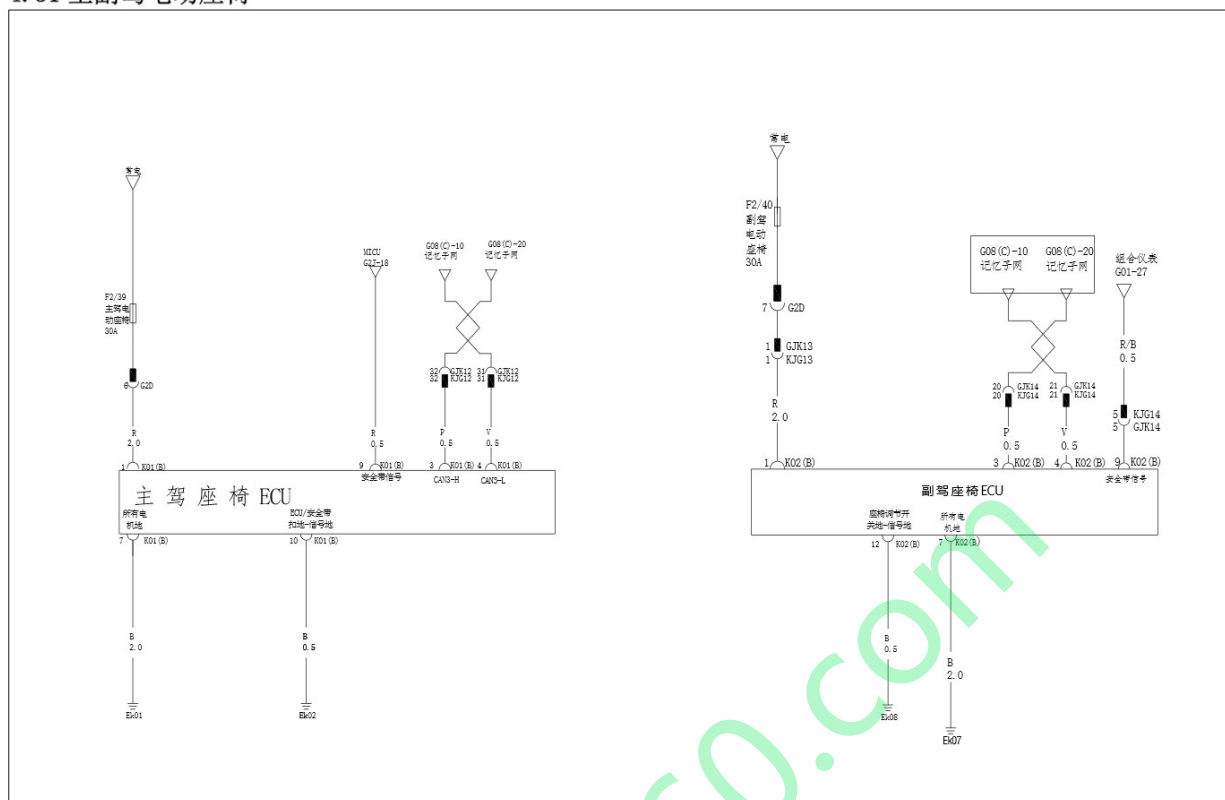 常电
F2/39
主驾电
动座椅
30A
6
G2D
R
2.0
1
K01(B)
MICU
G2J-18
R
0.5
9
K01(B)
安全带信号
G08(C)-10
记忆子网
G08(C)-20
记忆子网
32
GJK12
32
KJG12
31
GJK12
31
KJG12
P
0.5
V
0.5
3
K01(B)
CAN3-H
4
K01(B)
CAN3-L
主驾座椅ECU
所有电
机地
ECU/安全带
扣地-信号地
7
K01(B)
10
K01(B)
B
2.0
B
0.5
Ek01
Ek02
常电
F2/40
副驾
电动
座椅
30A
7
G2D
1
GJK13
1
KJG13
R
2.0
1
K02(B)
G08(C)-10
记忆子网
G08(C)-20
记忆子网
组合仪表
G01-27
R/B
0.5
20
GJK14
20
KJG14
21
GJK14
21
KJG14
5
KJG14
5
GJK14
P
0.5
V
0.5
3
K02(B)
4
K02(B)
9
K02(B)
安全带信号
副驾座椅ECU
座椅调节开
关地-信号地
所有电
机地
12
K02(B)
7
K02(B)
B
0.5
B
2.0
Ek08
Ek07
60.com